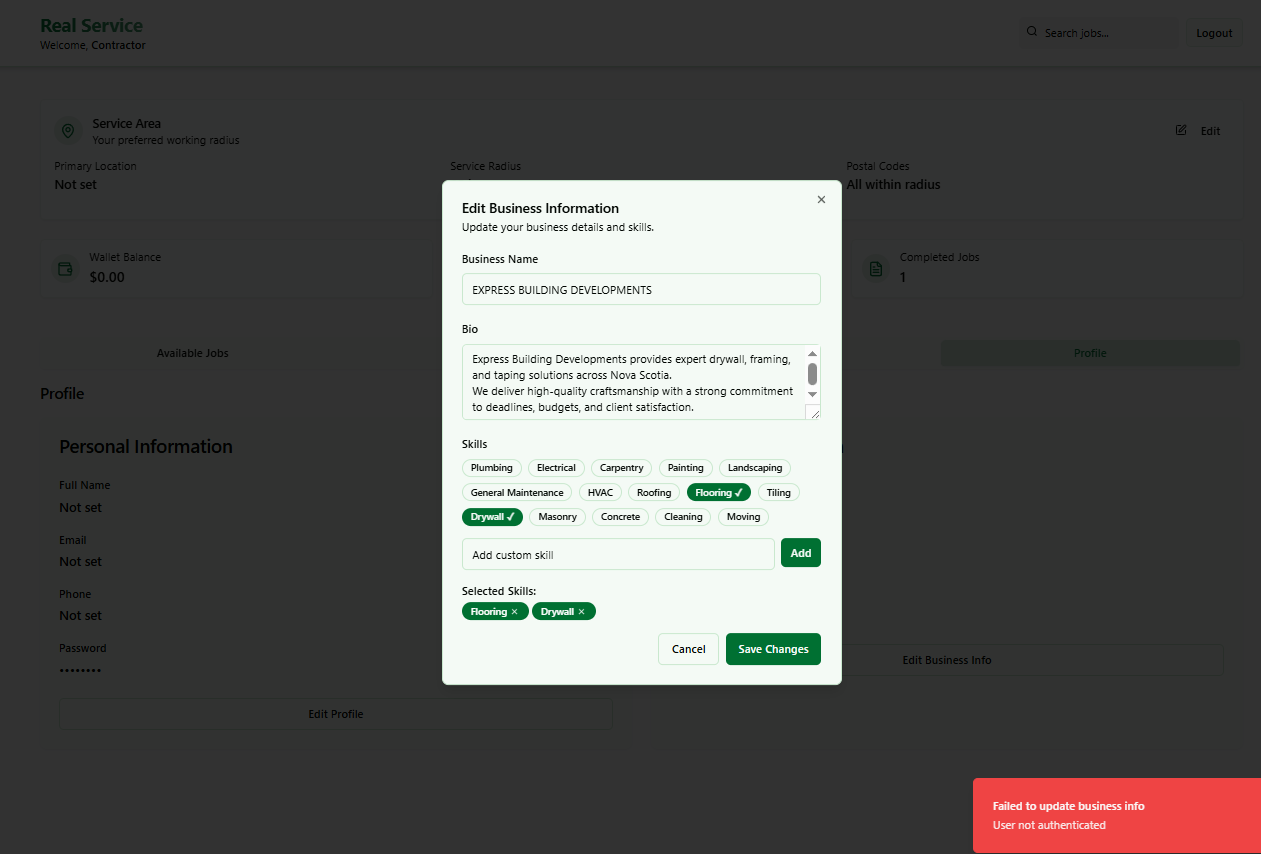 Real Service
Welcome, Contractor
Search jobs...
Logout
Service Area
Your preferred working radius
Edit
Primary Location
Not set
Service Radius
Postal Codes
All within radius
Wallet Balance
$0.00
Completed Jobs
1
Available Jobs
Profile
Profile
Personal Information
Full Name
Not set
Email
Not set
Phone
Not set
Password
••••••••
Edit Profile
Edit Business Info
Edit Business Information
Update your business details and skills.
Business Name
EXPRESS BUILDING DEVELOPMENTS
Bio
Express Building Developments provides expert drywall, framing,
and taping solutions across Nova Scotia.
We deliver high-quality craftsmanship with a strong commitment
to deadlines, budgets, and client satisfaction.
Skills
Plumbing Electrical Carpentry Painting Landscaping
General Maintenance HVAC Roofing Flooring ✓ Tiling
Drywall ✓ Masonry Concrete Cleaning Moving
Add custom skill
Add
Selected Skills:
Flooring × Drywall ×
Cancel
Save Changes
Failed to update business info
User not authenticated